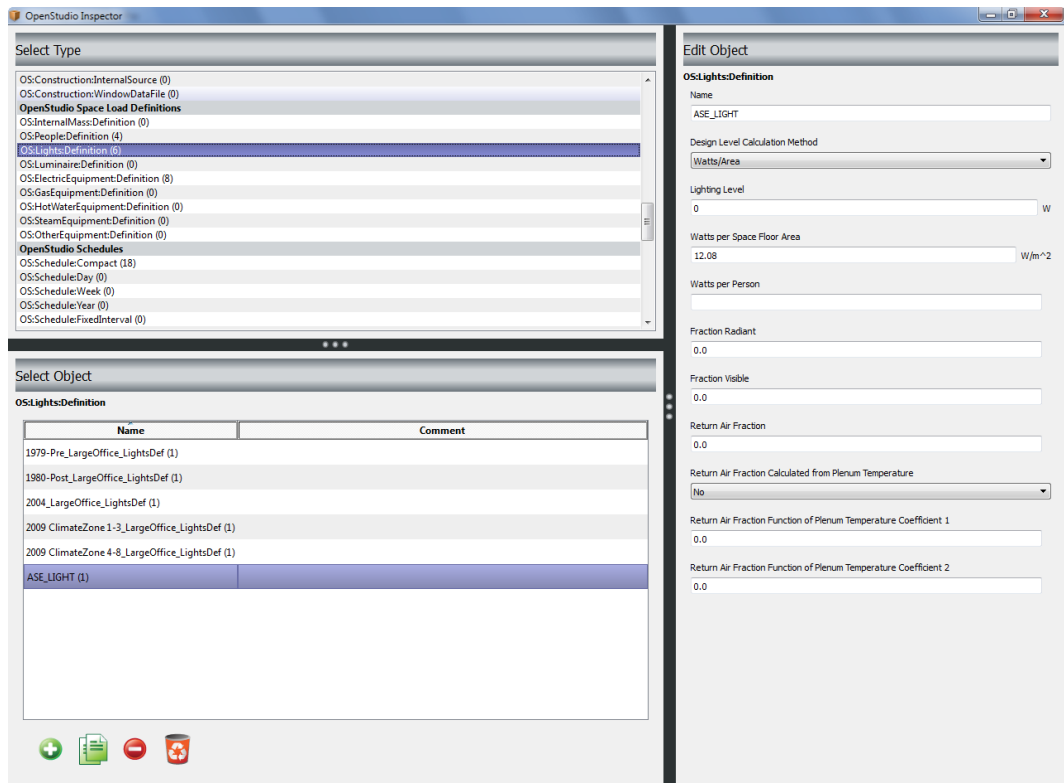 OpenStudio Inspector
Select Type
OS:Construction:InternalSource (0)
OS:Construction:WindowDataFile (0)
OpenStudio Space Load Definitions
OS:InternalMass:Definition (0)
OS:People:Definition (4)
OS:Lights:Definition (6)
OS:Luminaire:Definition (0)
OS:ElectricEquipment:Definition (8)
OS:GasEquipment:Definition (0)
OS:HotWaterEquipment:Definition (0)
OS:SteamEquipment:Definition (0)
OS:OtherEquipment:Definition (0)
OpenStudio Schedules
OS:Schedule:Compact (18)
OS:Schedule:Day (0)
OS:Schedule:Week (0)
OS:Schedule:Year (0)
OS:Schedule:FixedInterval (0)
Select Object
OS:Lights:Definition
Name Comment
1979-Pre_LargeOffice_LightsDef (1)
1980-Post_LargeOffice_LightsDef (1)
2004_LargeOffice_LightsDef (1)
2009 ClimateZone 1-3_LargeOffice_LightsDef (1)
2009 ClimateZone 4-8_LargeOffice_LightsDef (1)
ASE_LIGHT (1)
Edit Object
OS:Lights:Definition
Name
ASE_LIGHT
Design Level Calculation Method
Watts/Area
Lighting Level
0 W
Watts per Space Floor Area
12.08 W/m^2
Watts per Person
Fraction Radiant
0.0
Fraction Visible
0.0
Return Air Fraction
0.0
Return Air Fraction Calculated from Plenum Temperature
No
Return Air Fraction Function of Plenum Temperature Coefficient 1
0.0
Return Air Fraction Function of Plenum Temperature Coefficient 2
0.0